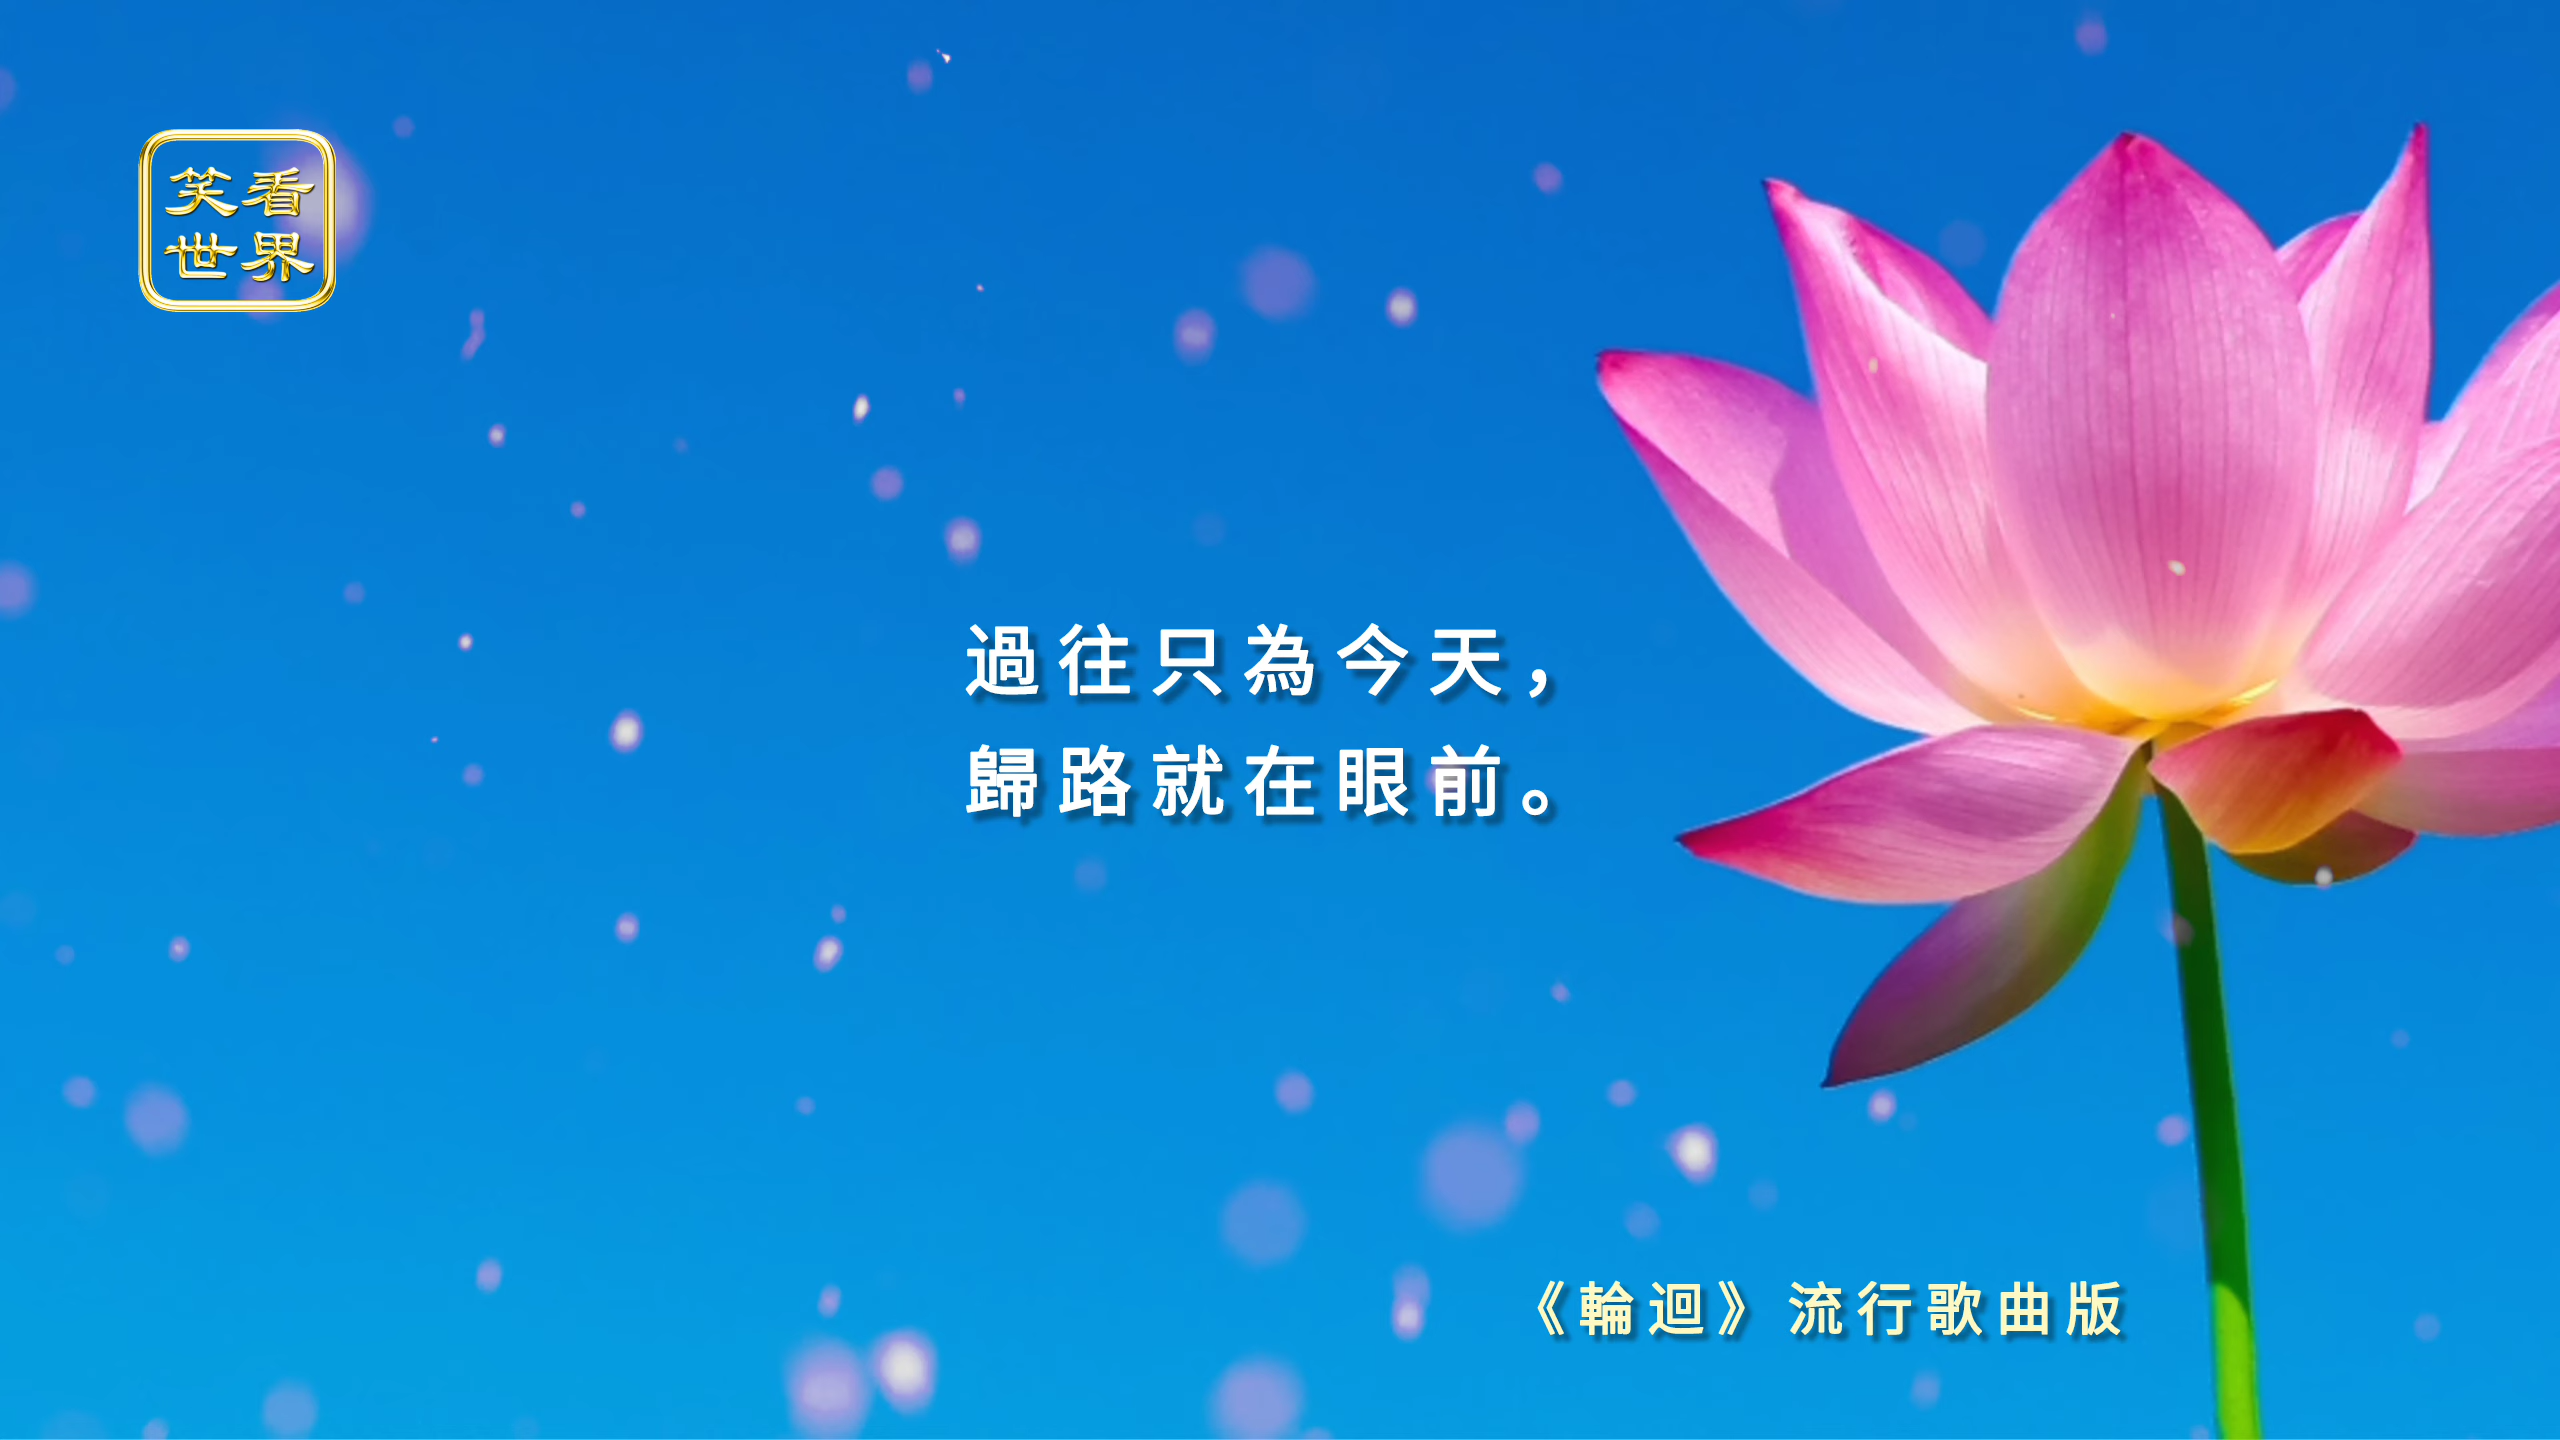 笑看
世界
過往只為今天，
歸路就在眼前。
《輪迴》流行歌曲版